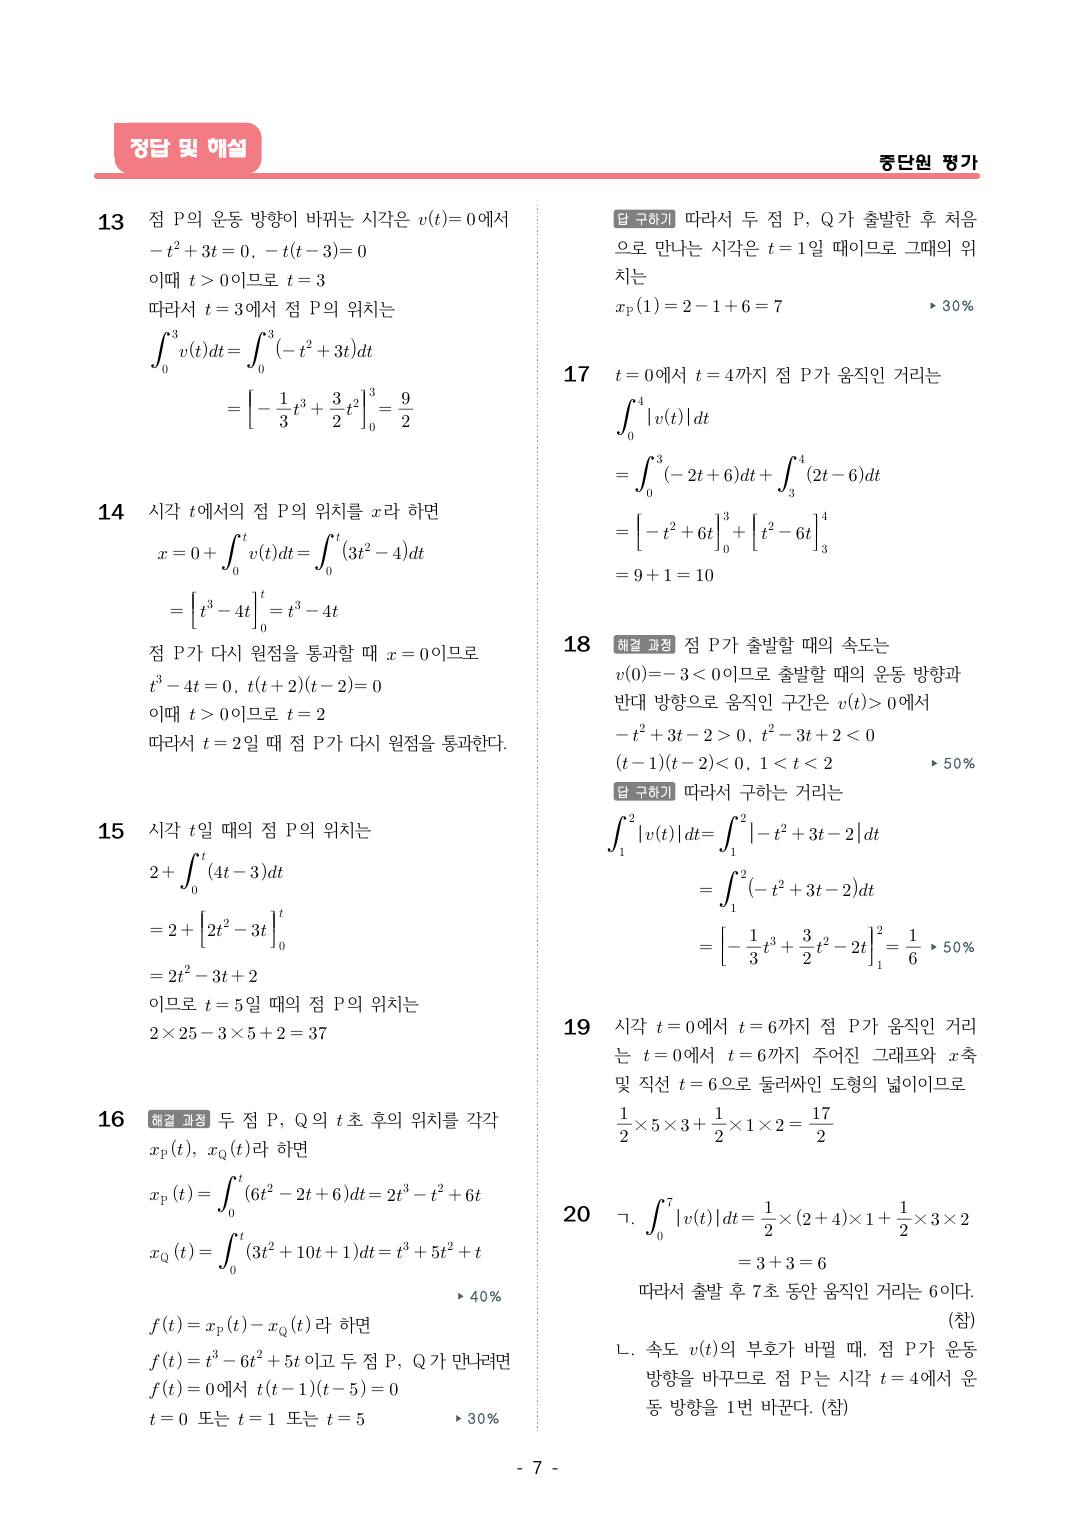 정답 및 해설
중단원 평가
13 점 P의 운동 방향이 바뀌는 시각은 v(t)=0에서
-t²+3t=0, -t(t-3)=0
이때 t>0이므로 t=3
따라서 t=3에서 점 P의 위치는
∫₀³v(t)dt=∫₀³(-t²+3t)dt
=[-1/3t³+3/2t²]₀³=9/2
14 시각 t에서의 점 P의 위치를 x라 하면
x=0+∫₀ᵗv(t)dt=∫₀ᵗ(3t²-4)dt
=[t³-4t]₀ᵗ=t³-4t
점 P가 다시 원점을 통과할 때 x=0이므로
t³-4t=0, t(t+2)(t-2)=0
이때 t>0이므로 t=2
따라서 t=2일 때 점 P가 다시 원점을 통과한다.
15 시각 t일 때의 점 P의 위치는
2+∫₀ᵗ(4t-3)dt
=2+[2t²-3t]₀ᵗ
=2t²-3t+2
이므로 t=5일 때의 점 P의 위치는
2×25-3×5+2=37
16 해결 과정 두 점 P, Q의 t초 후의 위치를 각각
x_P(t), x_Q(t)라 하면
x_P(t)=∫₀ᵗ(6t²-2t+6)dt=2t³-t²+6t
x_Q(t)=∫₀ᵗ(3t²+10t+1)dt=t³+5t²+t
▸40%
f(t)=x_P(t)-x_Q(t)라 하면
f(t)=t³-6t²+5t이고 두 점 P, Q가 만나려면
f(t)=0에서 t(t-1)(t-5)=0
t=0 또는 t=1 또는 t=5 ▸30%
답 구하기 따라서 두 점 P, Q가 출발한 후 처음
으로 만나는 시각은 t=1일 때이므로 그때의 위
치는
x_P(1)=2-1+6=7 ▸30%
17 t=0에서 t=4까지 점 P가 움직인 거리는
∫₀⁴|v(t)|dt
=∫₀³(-2t+6)dt+∫₃⁴(2t-6)dt
=[-t²+6t]₀³+[t²-6t]₃⁴
=9+1=10
18 해결 과정 점 P가 출발할 때의 속도는
v(0)=-3<0이므로 출발할 때의 운동 방향과
반대 방향으로 움직인 구간은 v(t)>0에서
-t²+3t-2>0, t²-3t+2<0
(t-1)(t-2)<0, 1<t<2 ▸50%
답 구하기 따라서 구하는 거리는
∫₁²|v(t)|dt=∫₁²|-t²+3t-2|dt
=∫₁²(-t²+3t-2)dt
=[-1/3t³+3/2t²-2t]₁²=1/6 ▸50%
19 시각 t=0에서 t=6까지 점 P가 움직인 거리
는 t=0에서 t=6까지 주어진 그래프와 x축
및 직선 t=6으로 둘러싸인 도형의 넓이이므로
1/2×5×3+1/2×1×2=17/2
20 ㄱ. ∫₀⁷|v(t)|dt=1/2×(2+4)×1+1/2×3×2
=3+3=6
따라서 출발 후 7초 동안 움직인 거리는 6이다.
(참)
ㄴ. 속도 v(t)의 부호가 바뀔 때, 점 P가 운동
방향을 바꾸므로 점 P는 시각 t=4에서 운
동 방향을 1번 바꾼다. (참)
- 7 -